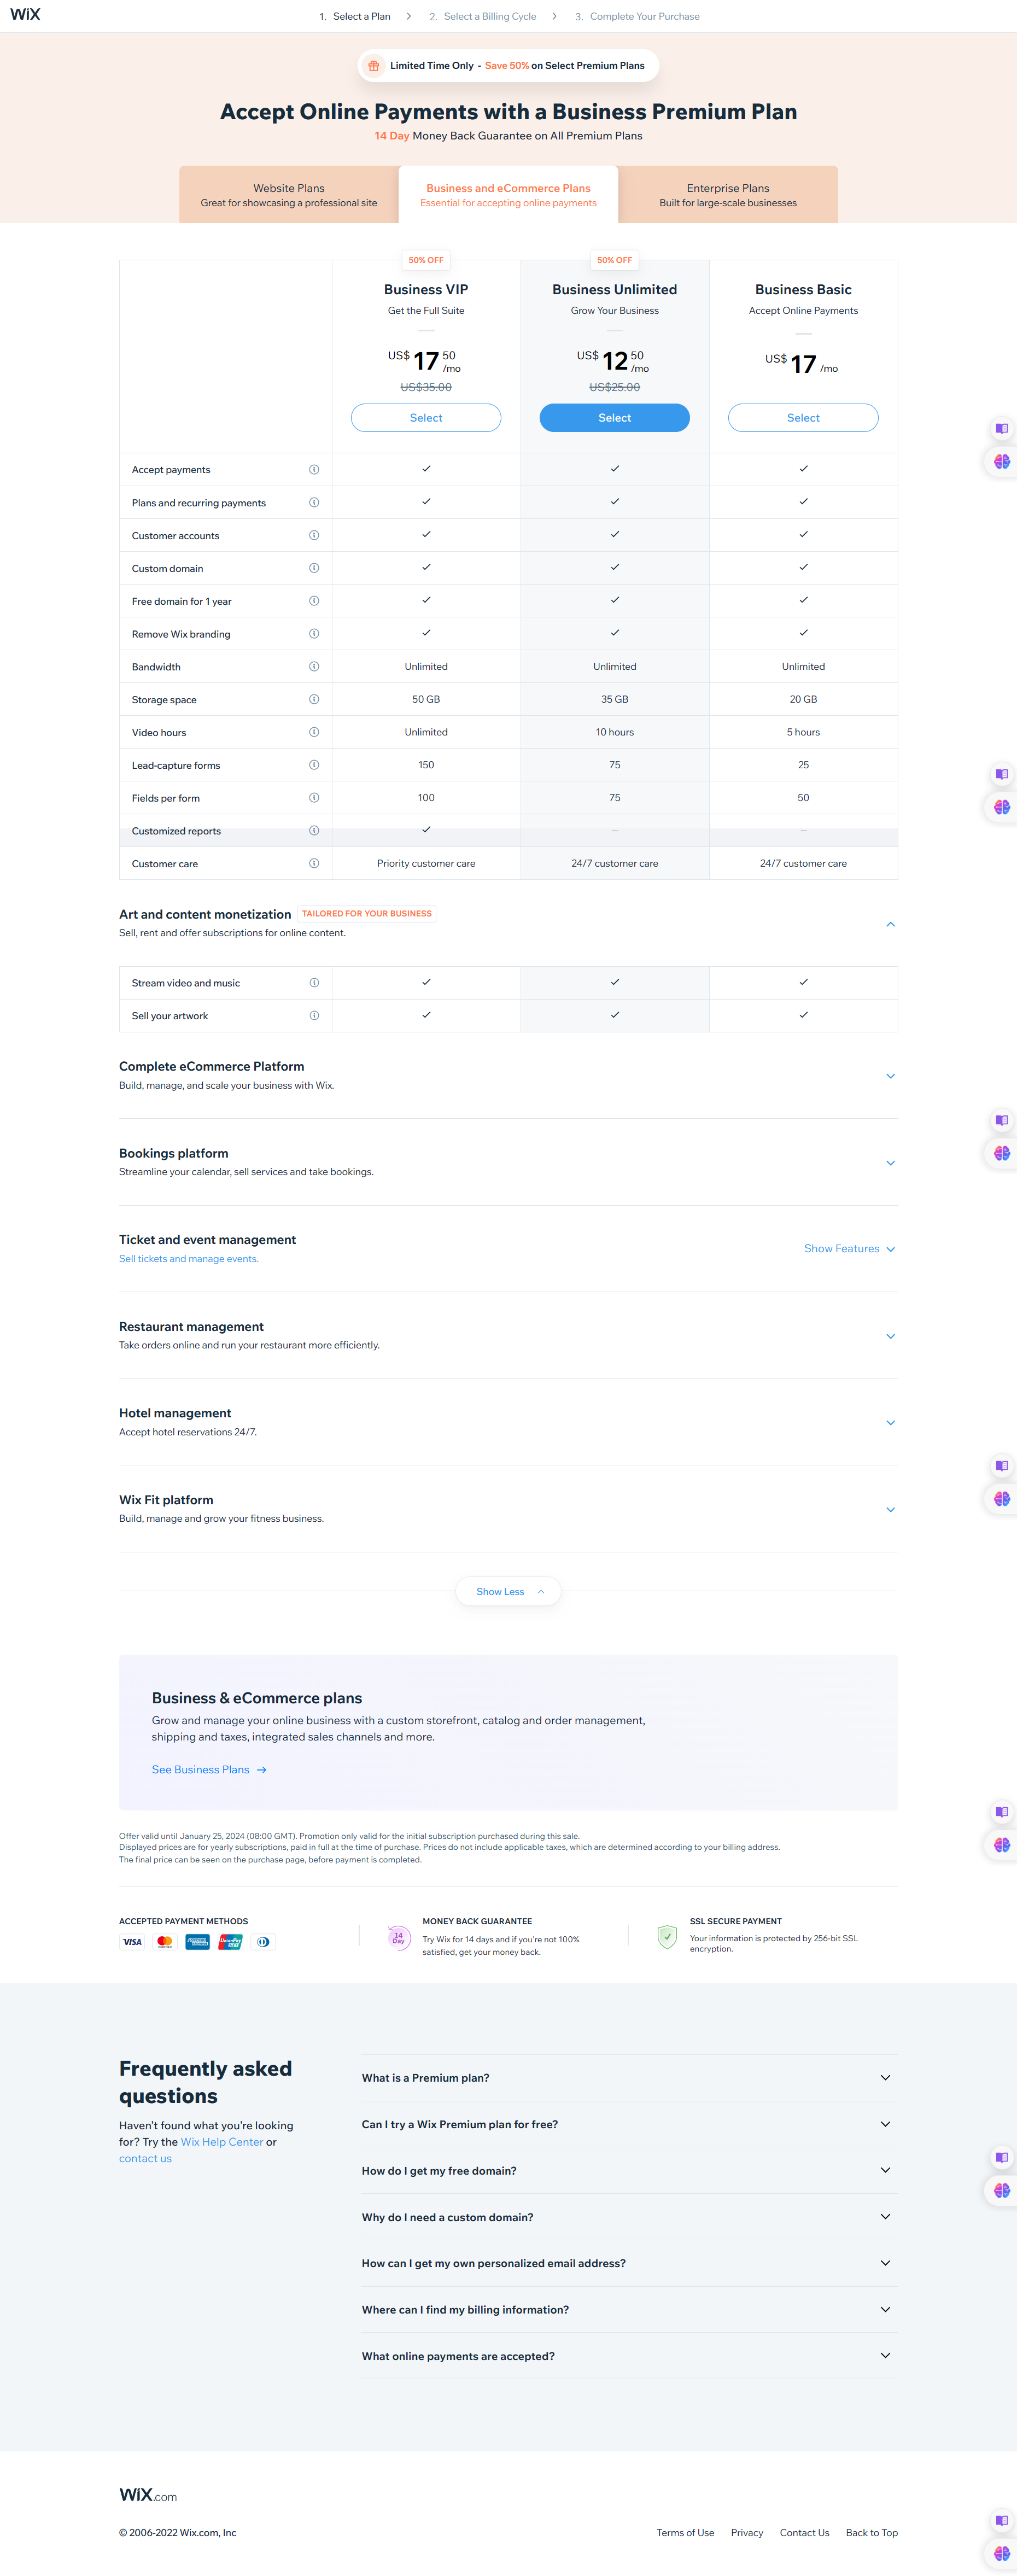 WiX
1. Select a Plan > 2. Select a Billing Cycle > 3. Complete Your Purchase
Limited Time Only - Save 50% on Select Premium Plans
Accept Online Payments with a Business Premium Plan
14 Day Money Back Guarantee on All Premium Plans
Website Plans
Great for showcasing a professional site
Business and eCommerce Plans
Essential for accepting online payments
Enterprise Plans
Built for large-scale businesses
50% OFF
Business VIP
Get the Full Suite
US$ 17 50 /mo
US$35.00
Select
50% OFF
Business Unlimited
Grow Your Business
US$ 12 50 /mo
US$25.00
Select
Business Basic
Accept Online Payments
US$ 17 /mo
Select
Accept payments
Plans and recurring payments
Customer accounts
Custom domain
Free domain for 1 year
Remove Wix branding
Bandwidth Unlimited Unlimited Unlimited
Storage space 50 GB 35 GB 20 GB
Video hours Unlimited 10 hours 5 hours
Lead-capture forms 150 75 25
Fields per form 100 75 50
Customized reports – –
Customer care Priority customer care 24/7 customer care 24/7 customer care
Art and content monetization TAILORED FOR YOUR BUSINESS
Sell, rent and offer subscriptions for online content.
Stream video and music
Sell your artwork
Complete eCommerce Platform
Build, manage, and scale your business with Wix.
Bookings platform
Streamline your calendar, sell services and take bookings.
Ticket and event management
Sell tickets and manage events.
Show Features
Restaurant management
Take orders online and run your restaurant more efficiently.
Hotel management
Accept hotel reservations 24/7.
Wix Fit platform
Build, manage and grow your fitness business.
Show Less
Business & eCommerce plans
Grow and manage your online business with a custom storefront, catalog and order management,
shipping and taxes, integrated sales channels and more.
See Business Plans →
Offer valid until January 25, 2024 (08:00 GMT). Promotion only valid for the initial subscription purchased during this sale.
Displayed prices are for yearly subscriptions, paid in full at the time of purchase. Prices do not include applicable taxes, which are determined according to your billing address.
The final price can be seen on the purchase page, before payment is completed.
ACCEPTED PAYMENT METHODS
VISA
UnionPay
14 Day
MONEY BACK GUARANTEE
Try Wix for 14 days and if you're not 100%
satisfied, get your money back.
SSL SECURE PAYMENT
Your information is protected by 256-bit SSL
encryption.
Frequently asked
questions
Haven't found what you're looking
for? Try the Wix Help Center or
contact us
What is a Premium plan?
Can I try a Wix Premium plan for free?
How do I get my free domain?
Why do I need a custom domain?
How can I get my own personalized email address?
Where can I find my billing information?
What online payments are accepted?
WiX.com
© 2006-2022 Wix.com, Inc
Terms of Use Privacy Contact Us Back to Top